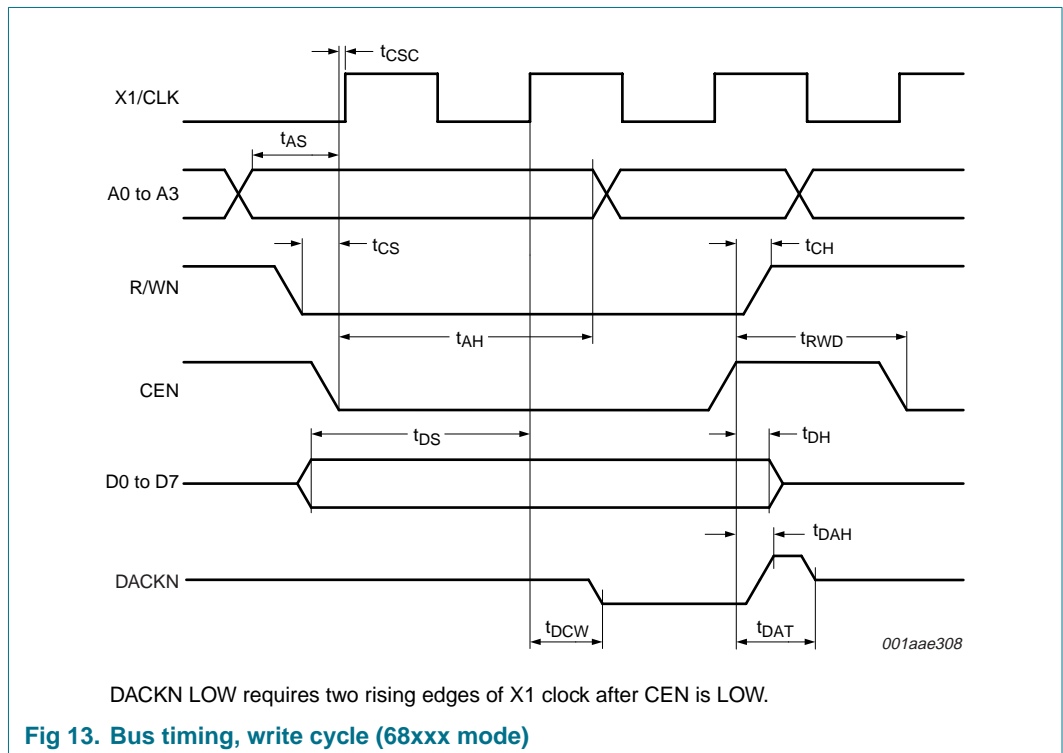 tCSC
X1/CLK
tAS
A0 to A3
tCS
tCH
R/WN
tAH
tRWD
CEN
tDS
tDH
D0 to D7
tDAH
DACKN
tDCW
tDAT
001aae308
DACKN LOW requires two rising edges of X1 clock after CEN is LOW.
Fig 13. Bus timing, write cycle (68xxx mode)